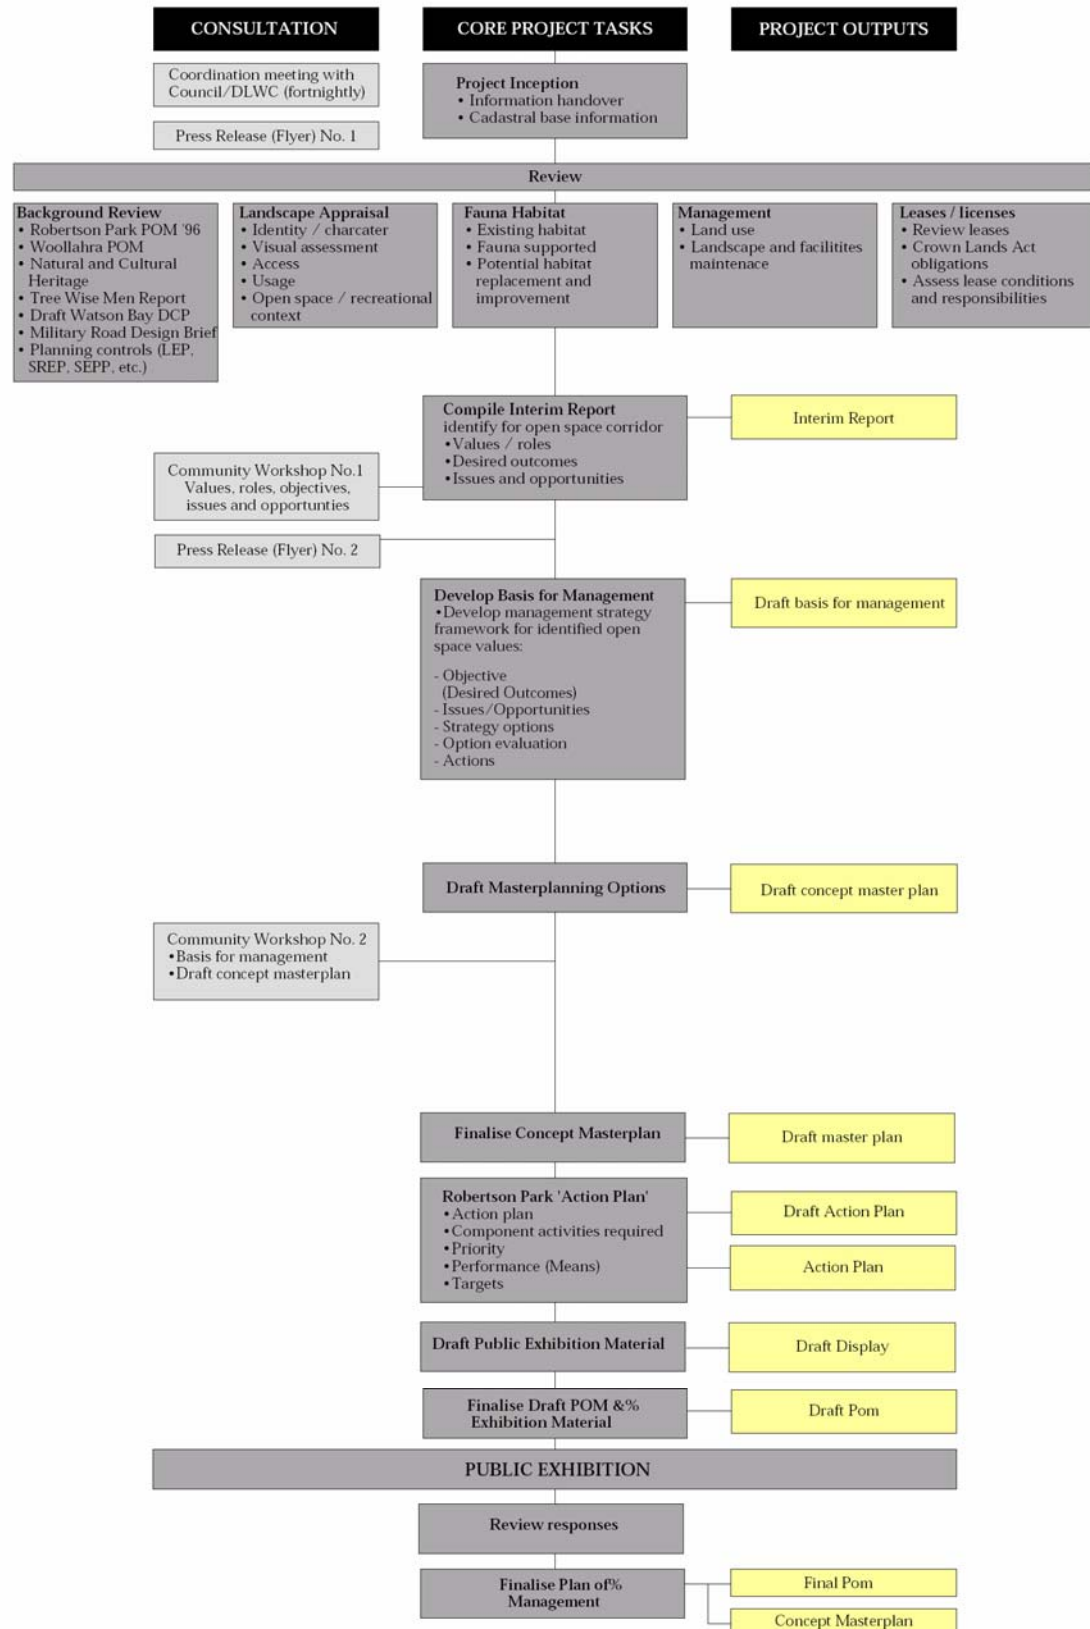 CONSULTATION
CORE PROJECT TASKS
PROJECT OUTPUTS
Coordination meeting with
Council/DLWC (fortnightly)
Press Release (Flyer) No. 1
Project Inception
• Information handover
• Cadastral base information
Review
Background Review
• Robertson Park POM '96
• Woollahra POM
• Natural and Cultural
Heritage
• Tree Wise Men Report
• Draft Watson Bay DCP
• Military Road Design Brief
• Planning controls (LEP,
SREP, SEPP, etc.)
Landscape Appraisal
• Identity / charcater
• Visual assessment
• Access
• Usage
• Open space / recreational
context
Fauna Habitat
• Existing habitat
• Fauna supported
• Potential habitat
replacement and
improvement
Management
• Land use
• Landscape and facilitites
maintenace
Leases / licenses
• Review leases
• Crown Lands Act
obligations
• Assess lease conditions
and responsibilities
Compile Interim Report
identify for open space corridor
•Values / roles
•Desired outcomes
•Issues and opportunities
Interim Report
Community Workshop No.1
Values, roles, objectives,
issues and opportunties
Press Release (Flyer) No. 2
Develop Basis for Management
•Develop management strategy
framework for identified open
space values:
- Objective
(Desired Outcomes)
- Issues/Opportunities
- Strategy options
- Option evaluation
- Actions
Draft basis for management
Draft Masterplanning Options
Draft concept master plan
Community Workshop No. 2
•Basis for management
•Draft concept masterplan
Finalise Concept Masterplan
Draft master plan
Robertson Park 'Action Plan'
•Action plan
•Component activities required
•Priority
•Performance (Means)
•Targets
Draft Action Plan
Action Plan
Draft Public Exhibition Material
Draft Display
Finalise Draft POM &%
Exhibition Material
Draft Pom
PUBLIC EXHIBITION
Review responses
Finalise Plan of%
Management
Final Pom
Concept Masterplan